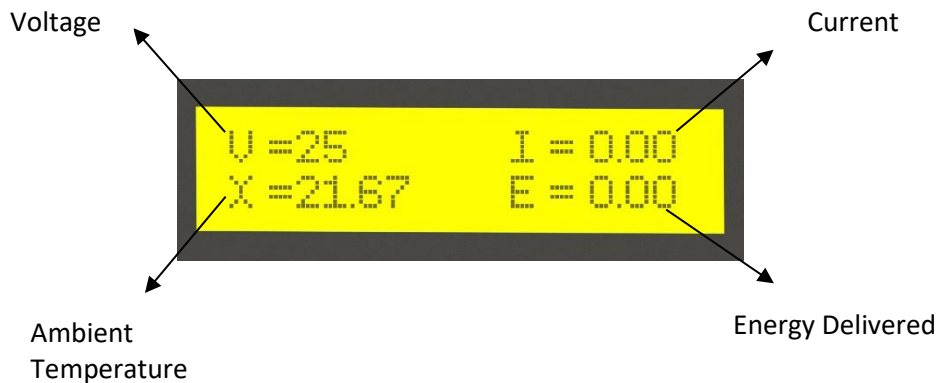 Voltage
Current
V =25 I = 0.00
X =21.67 E = 0.00
Ambient
Temperature
Energy Delivered